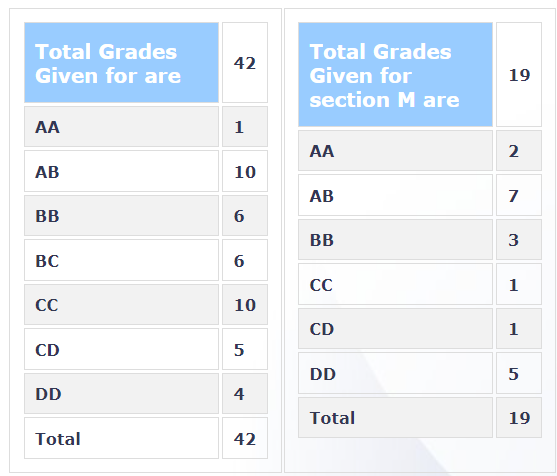 Total Grades
Given for are
42
AA 1
AB 10
BB 6
BC 6
CC 10
CD 5
DD 4
Total 42
Total Grades
Given for
section M are
19
AA 2
AB 7
BB 3
CC 1
CD 1
DD 5
Total 19